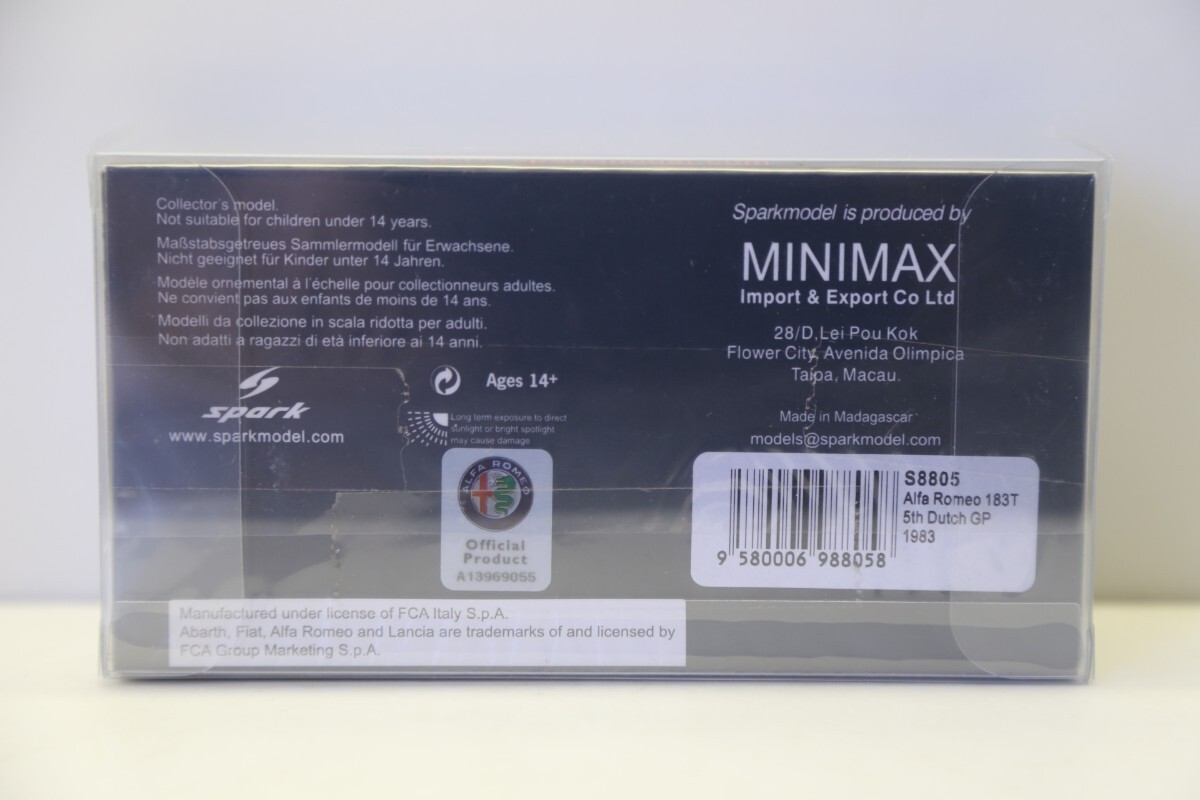 Collector's model.
Not suitable for children under 14 years.
Maßstabsgetreues Sammlermodell für Erwachsene.
Nicht geeignet für Kinder unter 14 Jahren.
Modèle ornemental à l'échelle pour collectionneurs adultes.
Ne convient pas aux enfants de moins de 14 ans.
Modelli da collezione in scala ridotta per adulti.
Non adatti a ragazzi di età inferiore ai 14 anni.
spark
www.sparkmodel.com
Ages 14+
Long term exposure to direct
sunlight or bright spotlight
may cause damage
ALFA ROMEO
Official
Product
A13969055
Manufactured under license of FCA Italy S.p.A.
Abarth, Fiat, Alfa Romeo and Lancia are trademarks of and licensed by
FCA Group Marketing S.p.A.
Sparkmodel is produced by
MINIMAX
Import & Export Co Ltd
28/D, Lei Pou Kok
Flower City, Avenida Olimpica
Taipa, Macau.
Made in Madagascar
models@sparkmodel.com
S8805
Alfa Romeo 183T
5th Dutch GP
1983
9 580006 988058